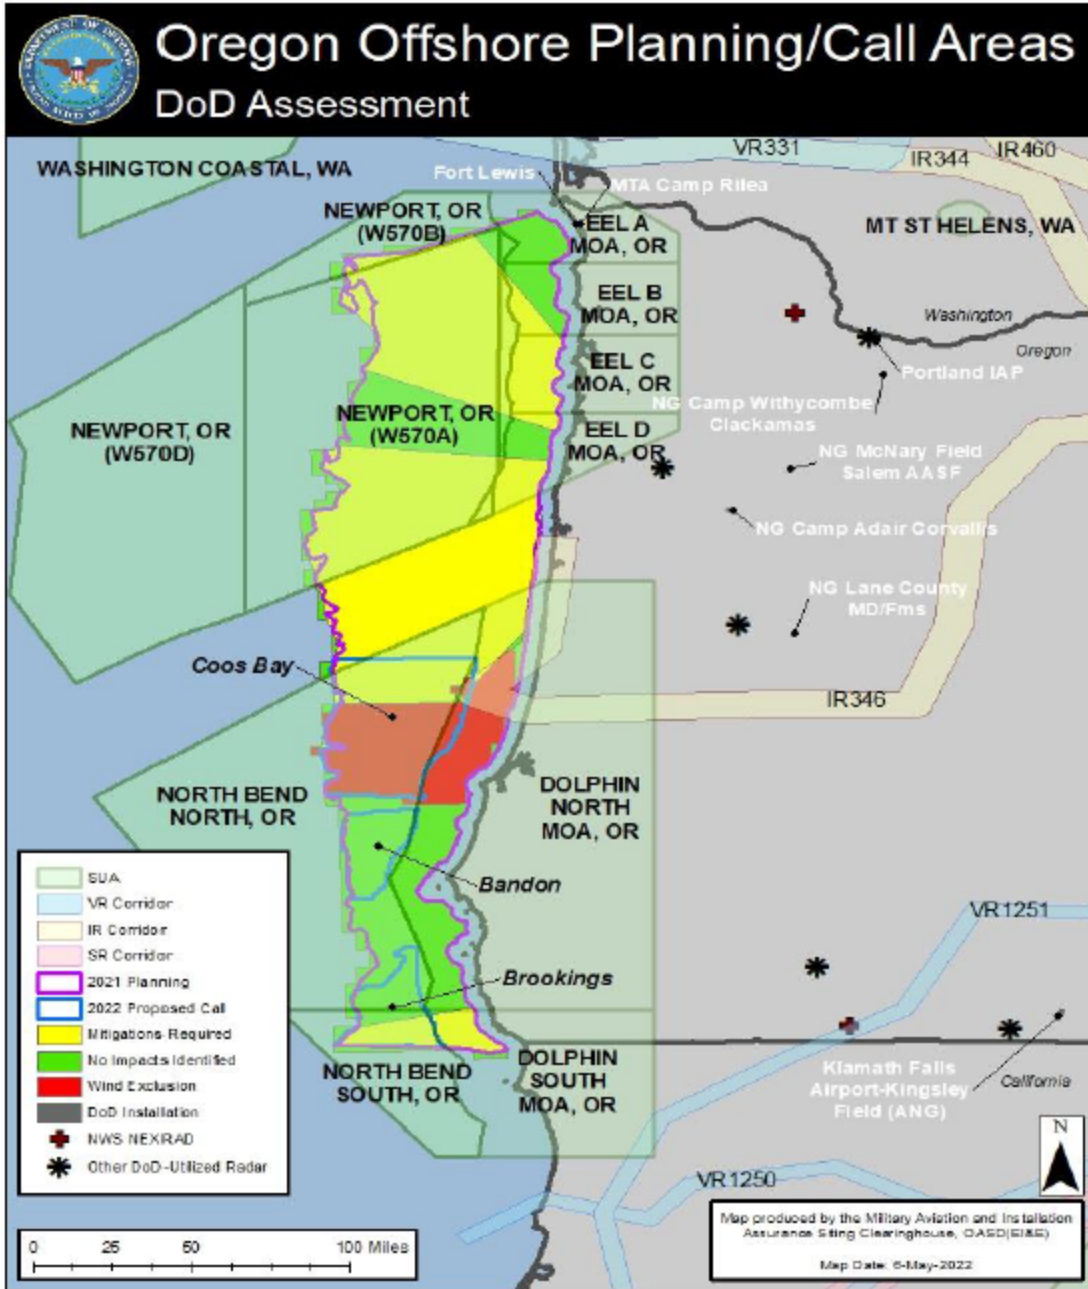 Oregon Offshore Planning/Call Areas
DoD Assessment
VR331
IR344
IR460
WASHINGTON COASTAL, WA
Fort Lewis
MTA Camp Rilea
NEWPORT, OR
(W570B)
EEL A
MOA, OR
MT ST HELENS, WA
EEL B
MOA, OR
Washington
Oregon
EEL C
MOA, OR
Portland IAP
NG Camp Withycombe
Clackamas
NEWPORT, OR
(W570A)
NEWPORT, OR
(W570D)
EEL D
MOA, OR
NG McNary Field
Salem AASF
NG Camp Adair Corvallis
NG Lane County
MD/Fms
Coos Bay
IR346
NORTH BEND
NORTH, OR
DOLPHIN
NORTH
MOA, OR
Bandon
VR1251
Brookings
NORTH BEND
SOUTH, OR
DOLPHIN
SOUTH
MOA, OR
Klamath Falls
Airport-Kingsley
Field (ANG)
California
VR1250
SUA
VR Corridor
IR Corridor
SR Corridor
2021 Planning
2022 Proposed Call
Mitigations Required
No Impacts Identified
Wind Exclusion
DoD Installation
NWS NEXRAD
Other DoD-Utilized Radar
0 25 50 100 Miles
N
Map produced by the Military Aviation and Installation
Assurance Siting Clearinghouse, OASD(EI&E)
Map Date: 6-May-2022